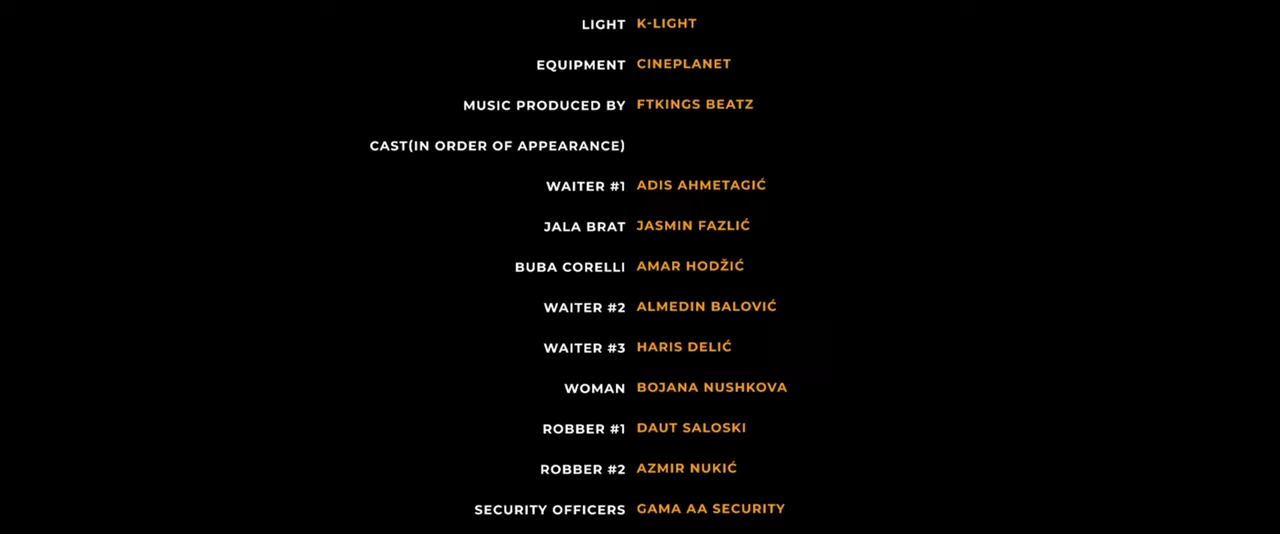 LIGHT K-LIGHT
EQUIPMENT CINEPLANET
MUSIC PRODUCED BY FTKINGS BEATZ
CAST(IN ORDER OF APPEARANCE)
WAITER #1 ADIS AHMETAGIĆ
JALA BRAT JASMIN FAZLIĆ
BUBA CORELLI AMAR HODŽIĆ
WAITER #2 ALMEDIN BALOVIĆ
WAITER #3 HARIS DELIĆ
WOMAN BOJANA NUSHKOVA
ROBBER #1 DAUT SALOSKI
ROBBER #2 AZMIR NUKIĆ
SECURITY OFFICERS GAMA AA SECURITY